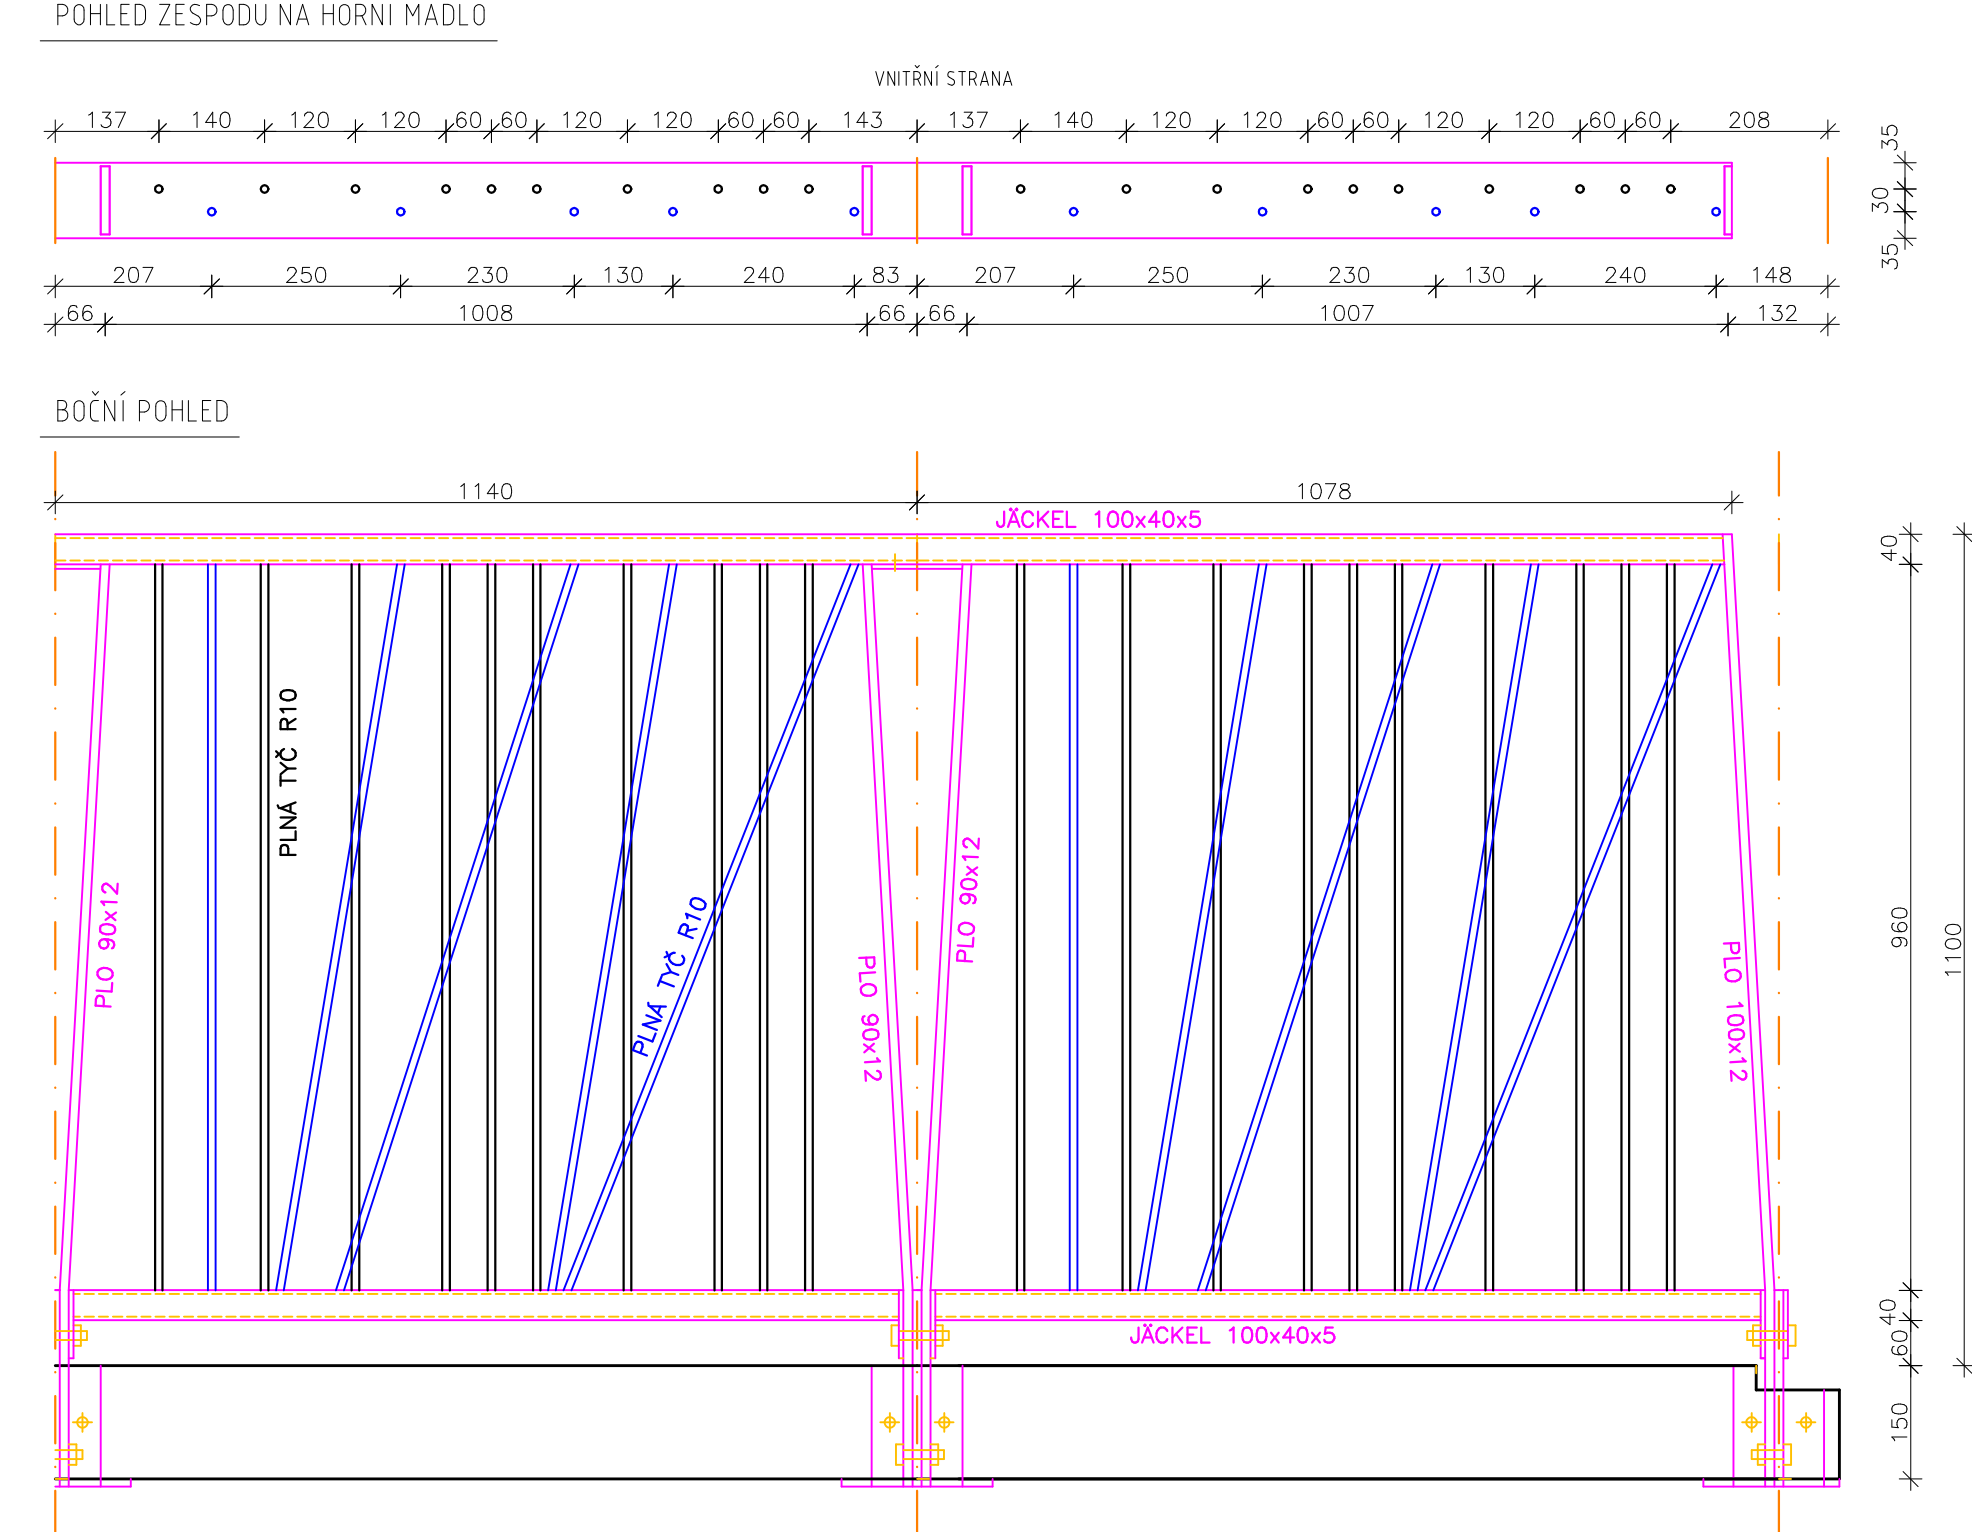 POHLED ZESPODU NA HORNI MADLO
VNITŘNÍ STRANA
137 140 120 120 60 60 120 120 60 60 143 137 140 120 120 60 60 120 120 60 60 208
35
30
35
207 250 230 130 240 83 207 250 230 130 240 148
66 1008 66 66 1007 132
BOČNÍ POHLED
1140 1078
JÄCKEL 100x40x5
40
PLNÁ TYČ R10
PLO 90x12
PLNÁ TYČ R10
PLO 90x12
PLO 90x12
PLO 100x12
960
1100
40
JÄCKEL 100x40x5
60
150